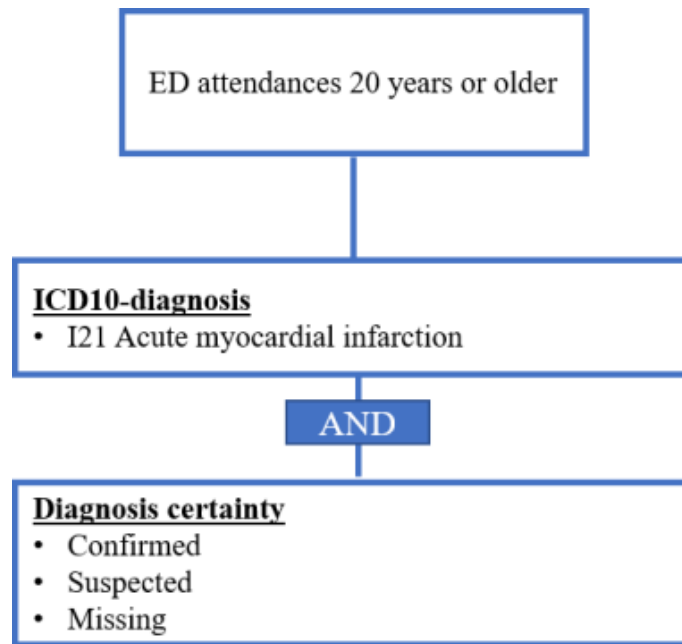 ED attendances 20 years or older
ICD10-diagnosis
• I21 Acute myocardial infarction
AND
Diagnosis certainty
• Confirmed
• Suspected
• Missing